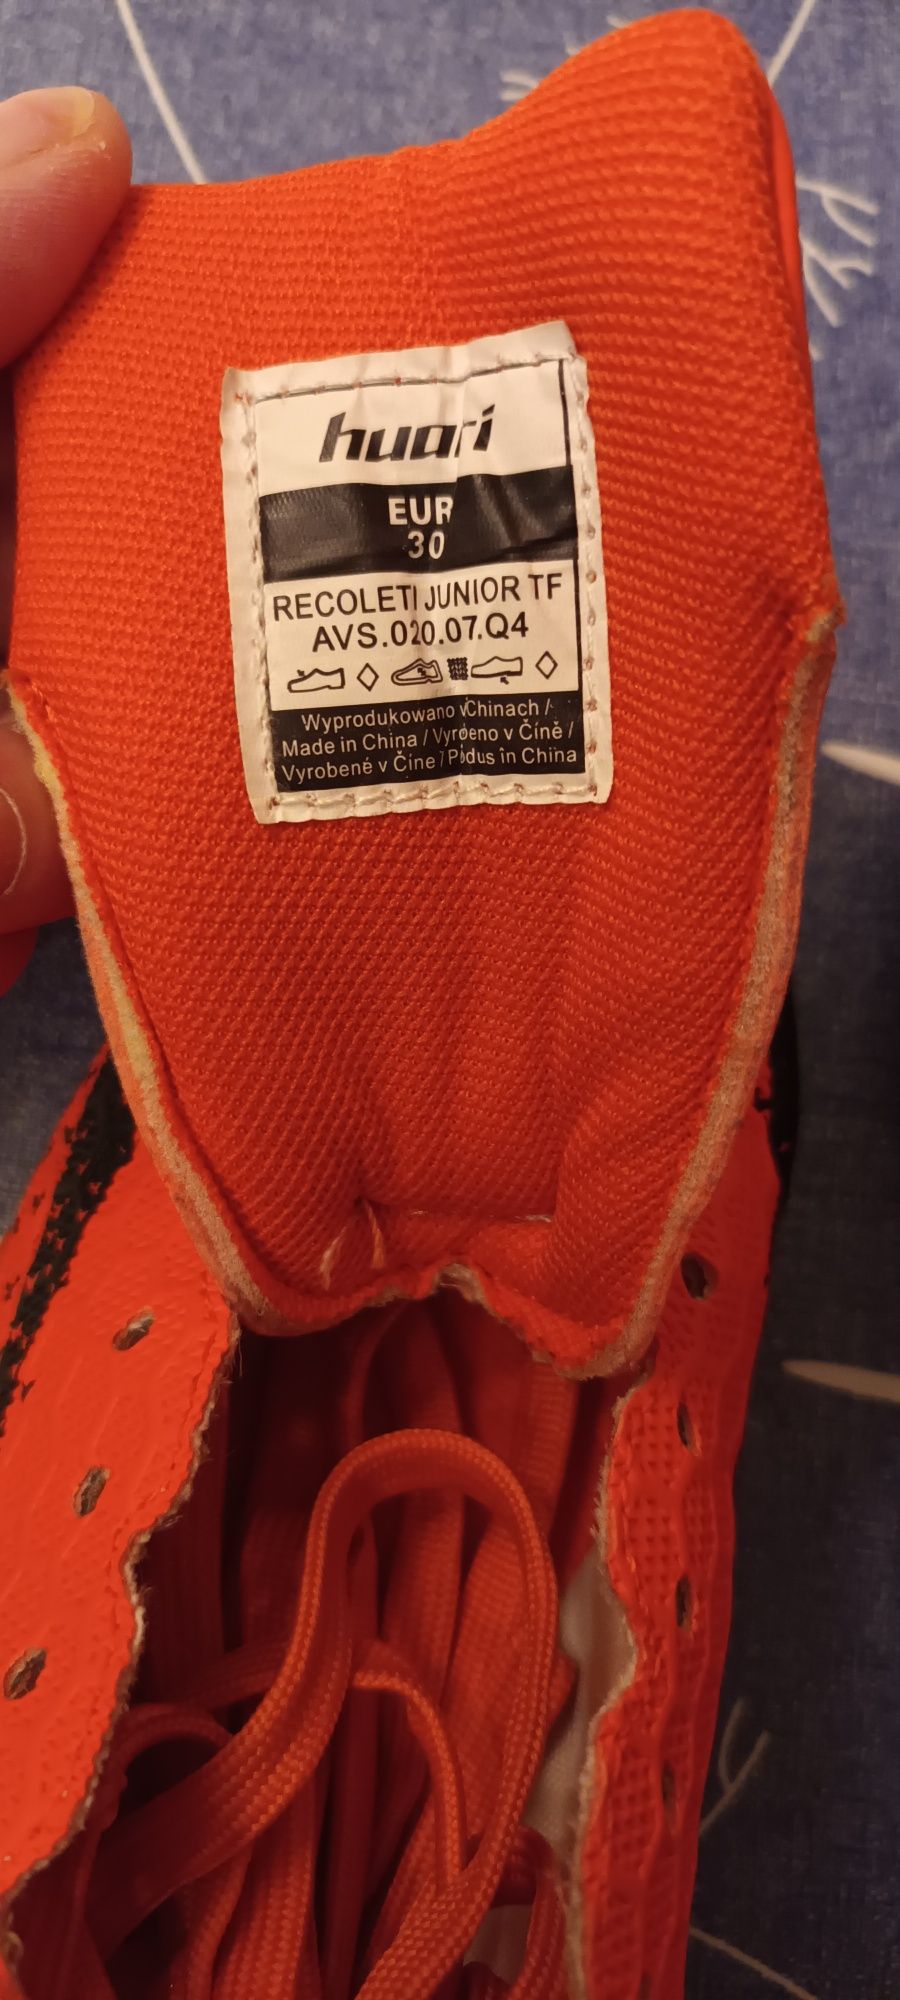 huari
EUR
30
RECOLETI JUNIOR TF
AVS.020.07.Q4
Wyprodukowano w Chinach /
Made in China / Vyrobeno v Číně /
Vyrobené v Číne / Produs în China